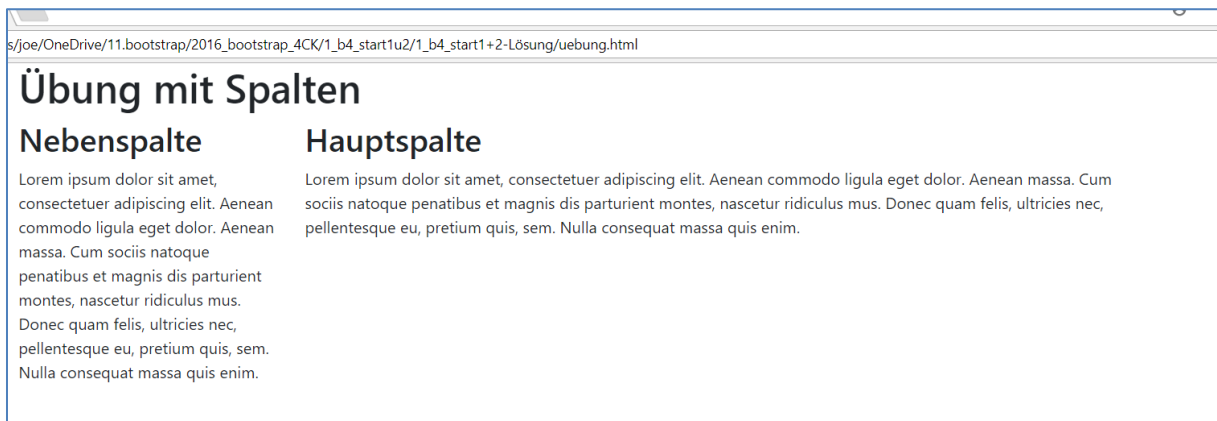 s/joe/OneDrive/11.bootstrap/2016_bootstrap_4CK/1_b4_start1u2/1_b4_start1+2-Lösung/uebung.html
Übung mit Spalten
Nebenspalte
Lorem ipsum dolor sit amet,
consectetuer adipiscing elit. Aenean
commodo ligula eget dolor. Aenean
massa. Cum sociis natoque
penatibus et magnis dis parturient
montes, nascetur ridiculus mus.
Donec quam felis, ultricies nec,
pellentesque eu, pretium quis, sem.
Nulla consequat massa quis enim.
Hauptspalte
Lorem ipsum dolor sit amet, consectetuer adipiscing elit. Aenean commodo ligula eget dolor. Aenean massa. Cum
sociis natoque penatibus et magnis dis parturient montes, nascetur ridiculus mus. Donec quam felis, ultricies nec,
pellentesque eu, pretium quis, sem. Nulla consequat massa quis enim.